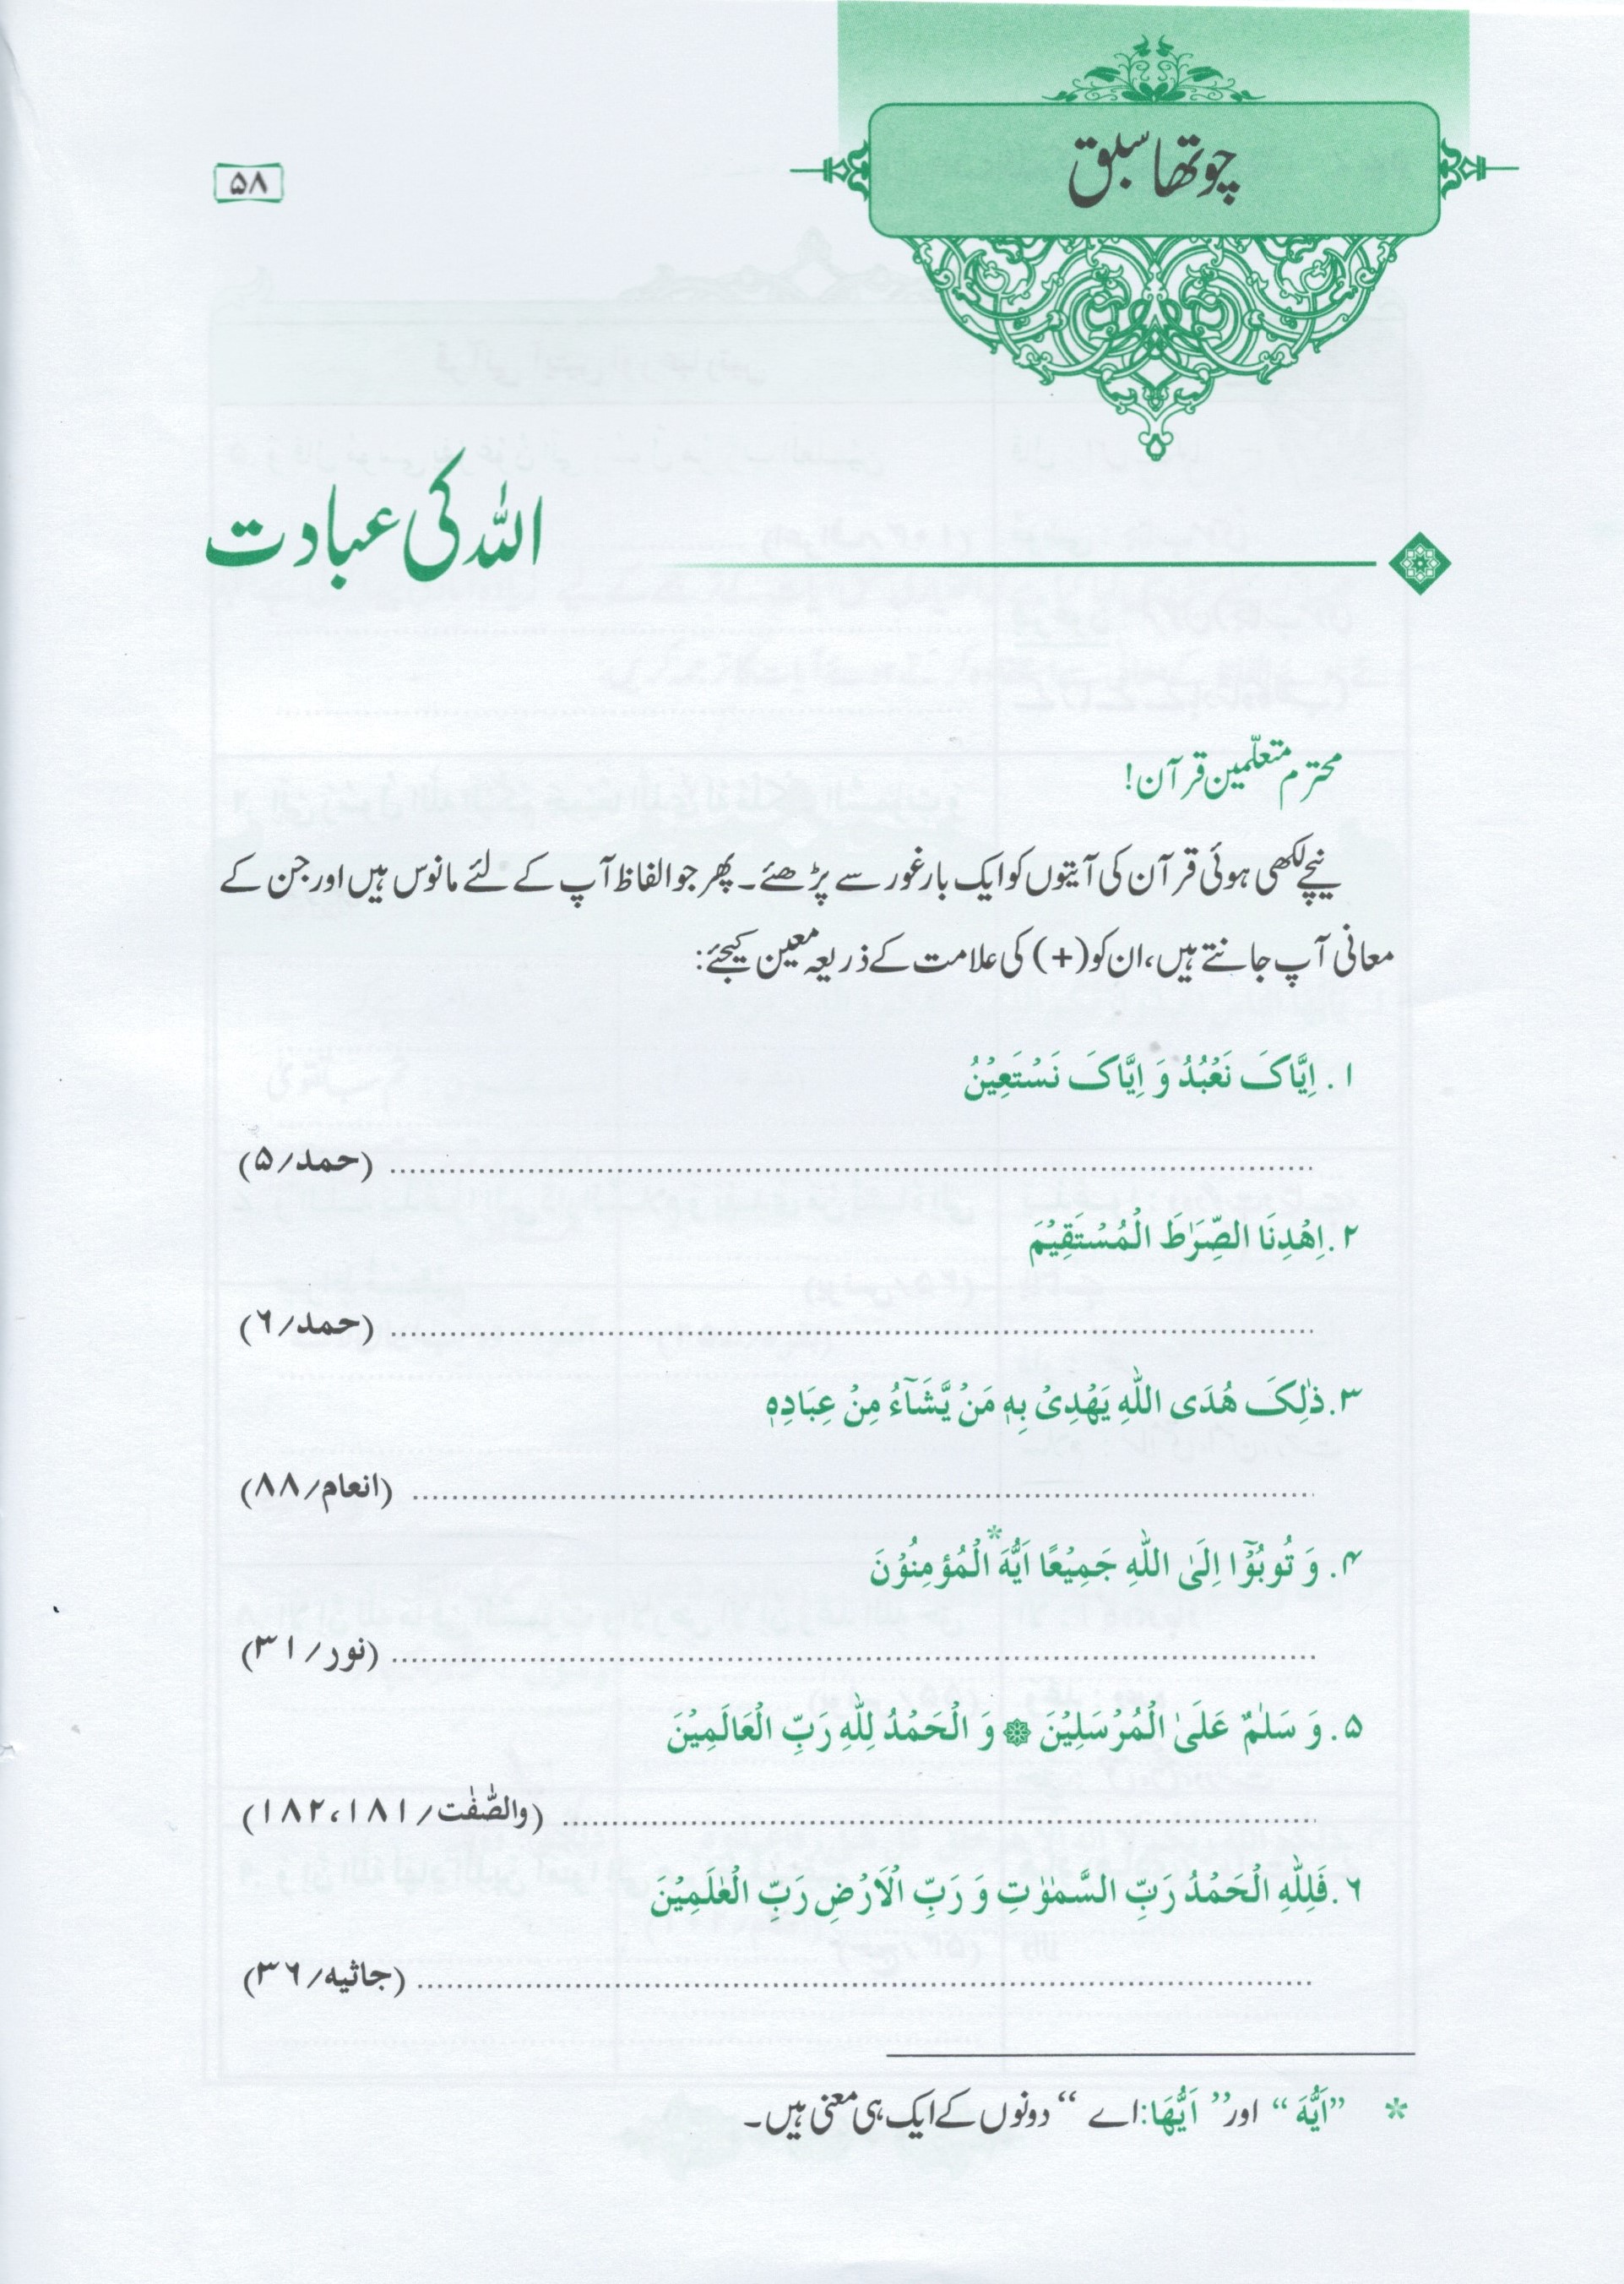 چوتھا سبق
۵۸
اللہ کی عبادت
محترم متعلّمین قرآن!
نیچے لکھی ہوئی قرآن کی آیتوں کو ایک بار غور سے پڑھئے۔ پھر جو الفاظ آپ کے لئے مانوس ہیں اور جن کے
معانی آپ جانتے ہیں، ان کو (+) کی علامت کے ذریعہ معین کیجئے:
۱. اِیَّاکَ نَعْبُدُ وَ اِیَّاکَ نَسْتَعِیْنُ
(حمد/۵)
۲. اِھْدِنَا الصِّرَٰطَ الْمُسْتَقِیْمَ
(حمد/۶)
۳. ذٰلِکَ ھُدَی اللّٰہِ یَھْدِیْ بِہٖ مَنْ یَّشَآءُ مِنْ عِبَادِہٖ
(انعام/۸۸)
۴. وَ تُوبُوْٓا اِلَیٰ اللّٰہِ جَمِیْعًا اَیُّہَ* الْمُؤمِنُوْنَ
(نور/۳۱)
۵. وَ سَلٰمٌ عَلَیٰ الْمُرْسَلِیْنَ ۞ وَ الْحَمْدُ لِلّٰہِ رَبِّ الْعَالَمِیْنَ
(والصّٰفّٰت/۱۸۲،۱۸۱)
۶. فَلِلّٰہِ الْحَمْدُ رَبِّ السَّمٰوٰتِ وَ رَبِّ الْاَرْضِ رَبِّ الْعٰلَمِیْنَ
(جاثیہ/۳۶)
* ”اَیُّہَ“ اور ”اَیُّھَا: اے“ دونوں کے ایک ہی معنیٰ ہیں۔